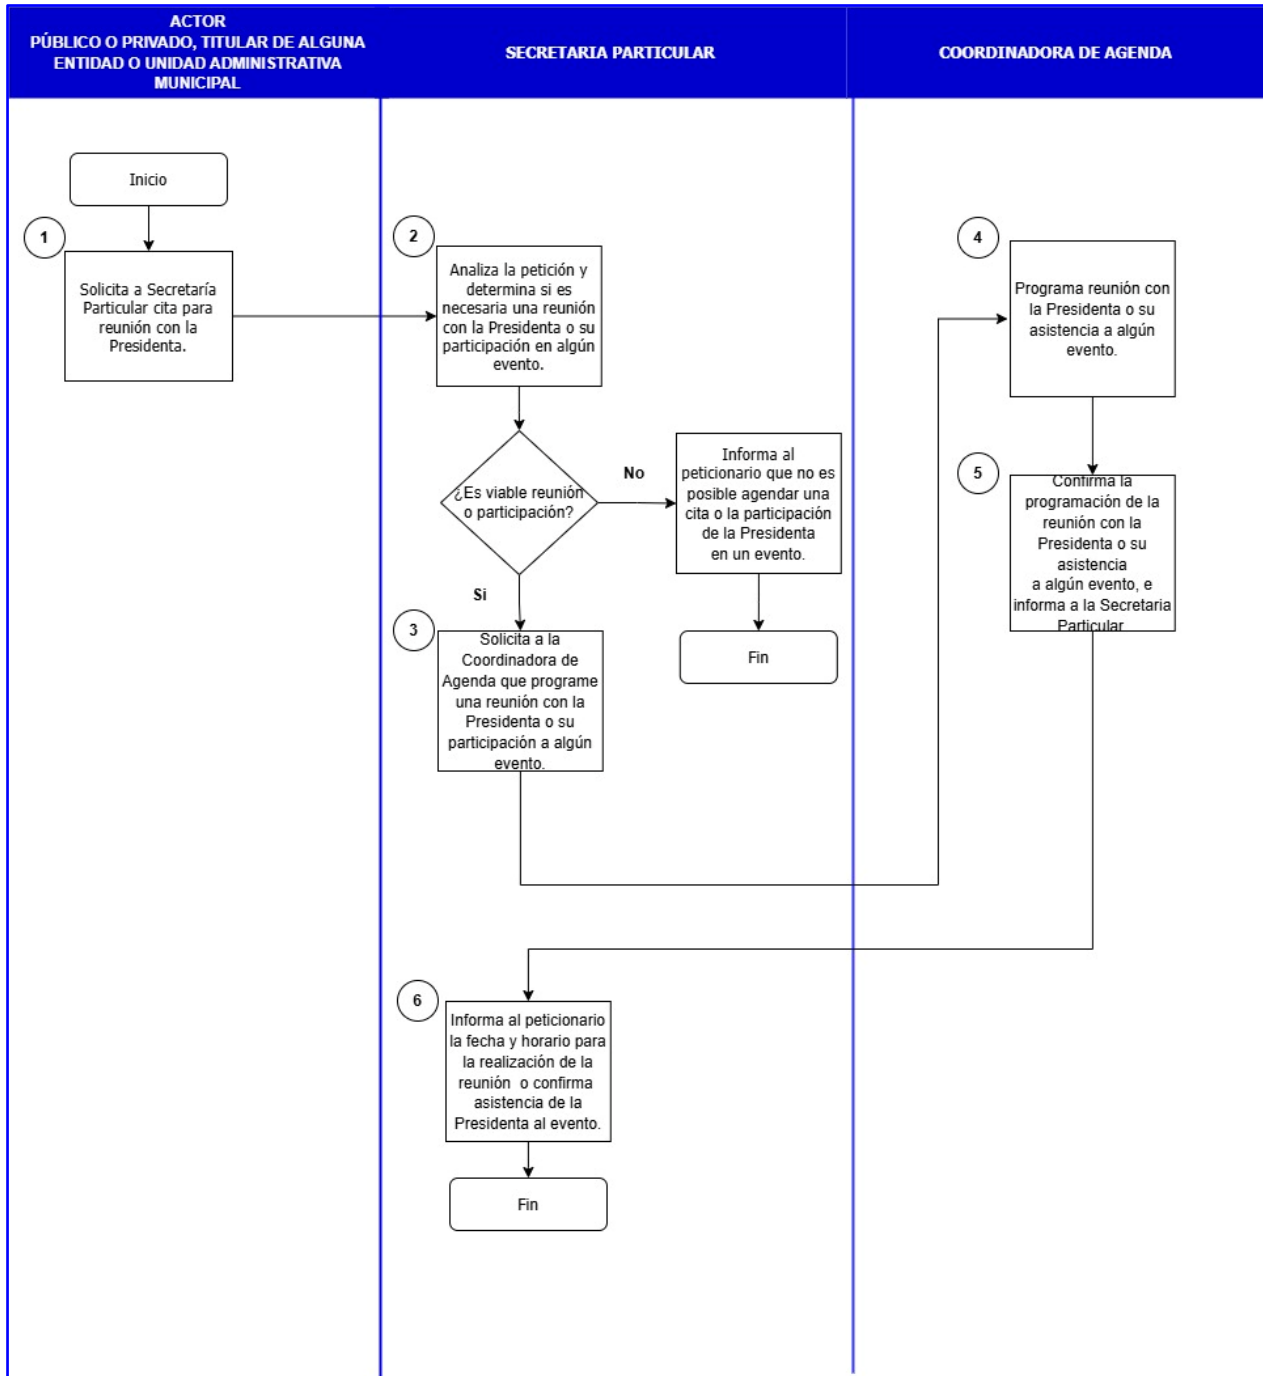 ACTOR
PÚBLICO O PRIVADO, TITULAR DE ALGUNA
ENTIDAD O UNIDAD ADMINISTRATIVA
MUNICIPAL
SECRETARIA PARTICULAR
COORDINADORA DE AGENDA
Inicio
1
Solicita a Secretaría
Particular cita para
reunión con la
Presidenta.
2
Analiza la petición y
determina si es
necesaria una reunión
con la Presidenta o su
participación en algún
evento.
¿Es viable reunión
o participación?
No
Informa al
peticionario que no es
posible agendar una
cita o la participación
de la Presidenta
en un evento.
Fin
Si
3
Solicita a la
Coordinadora de
Agenda que programe
una reunión con la
Presidenta o su
participación a algún
evento.
4
Programa reunión con
la Presidenta o su
asistencia a algún
evento.
5
Confirma la
programación de la
reunión con la
Presidenta o su
asistencia
a algún evento, e
informa a la Secretaria
Particular
6
Informa al peticionario
la fecha y horario para
la realización de la
reunión o confirma
asistencia de la
Presidenta al evento.
Fin